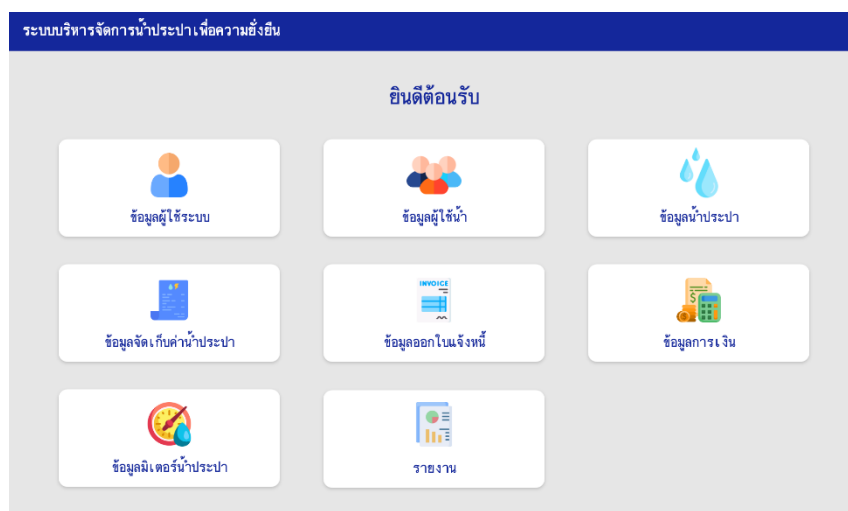 ระบบบริหารจัดการน้ำประปาเพื่อความยั่งยืน
ยินดีต้อนรับ
ข้อมูลผู้ใช้ระบบ
ข้อมูลผู้ใช้น้ำ
ข้อมูลน้ำประปา
INVOICE
ข้อมูลจัดเก็บค่าน้ำประปา
ข้อมูลออกใบแจ้งหนี้
ข้อมูลการเงิน
ข้อมูลมิเตอร์น้ำประปา
รายงาน